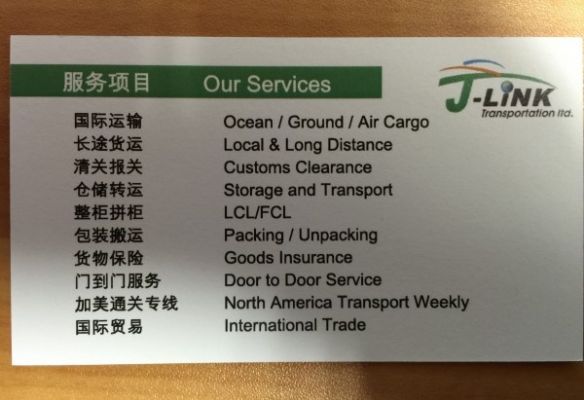 服务项目 Our Services
J-LINK
Transportation ltd.
国际运输 Ocean / Ground / Air Cargo
长途货运 Local & Long Distance
清关报关 Customs Clearance
仓储转运 Storage and Transport
整柜拼柜 LCL/FCL
包装搬运 Packing / Unpacking
货物保险 Goods Insurance
门到门服务 Door to Door Service
加美通关专线 North America Transport Weekly
国际贸易 International Trade